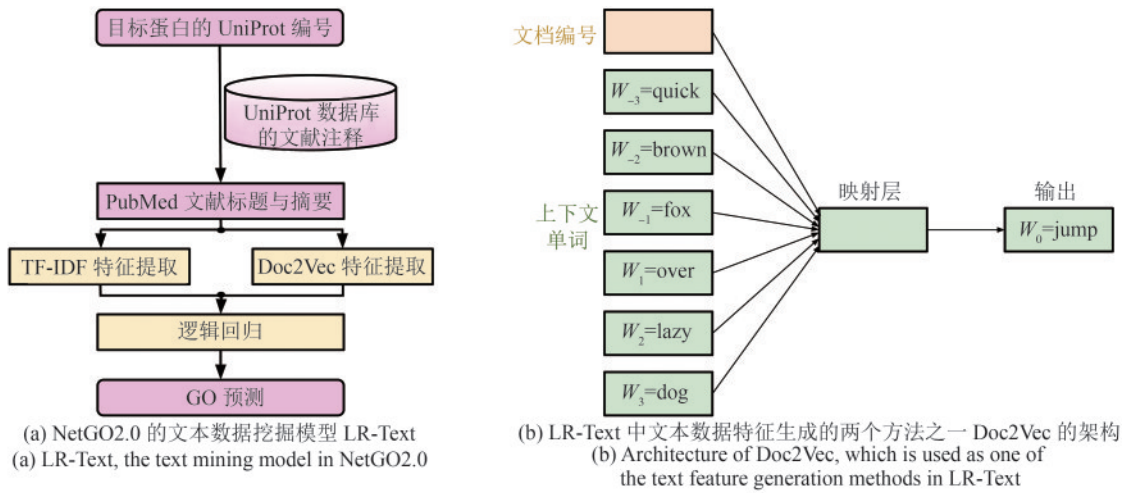 目标蛋白的 UniProt 编号
UniProt 数据库
的文献注释
PubMed 文献标题与摘要
TF-IDF 特征提取
Doc2Vec 特征提取
逻辑回归
GO 预测
(a) NetGO2.0 的文本数据挖掘模型 LR-Text
(a) LR-Text, the text mining model in NetGO2.0
文档编号
上下文
单词
W₋₃=quick
W₋₂=brown
W₋₁=fox
W₁=over
W₂=lazy
W₃=dog
映射层
输出
W₀=jump
(b) LR-Text 中文本数据特征生成的两个方法之一 Doc2Vec 的架构
(b) Architecture of Doc2Vec, which is used as one of
the text feature generation methods in LR-Text